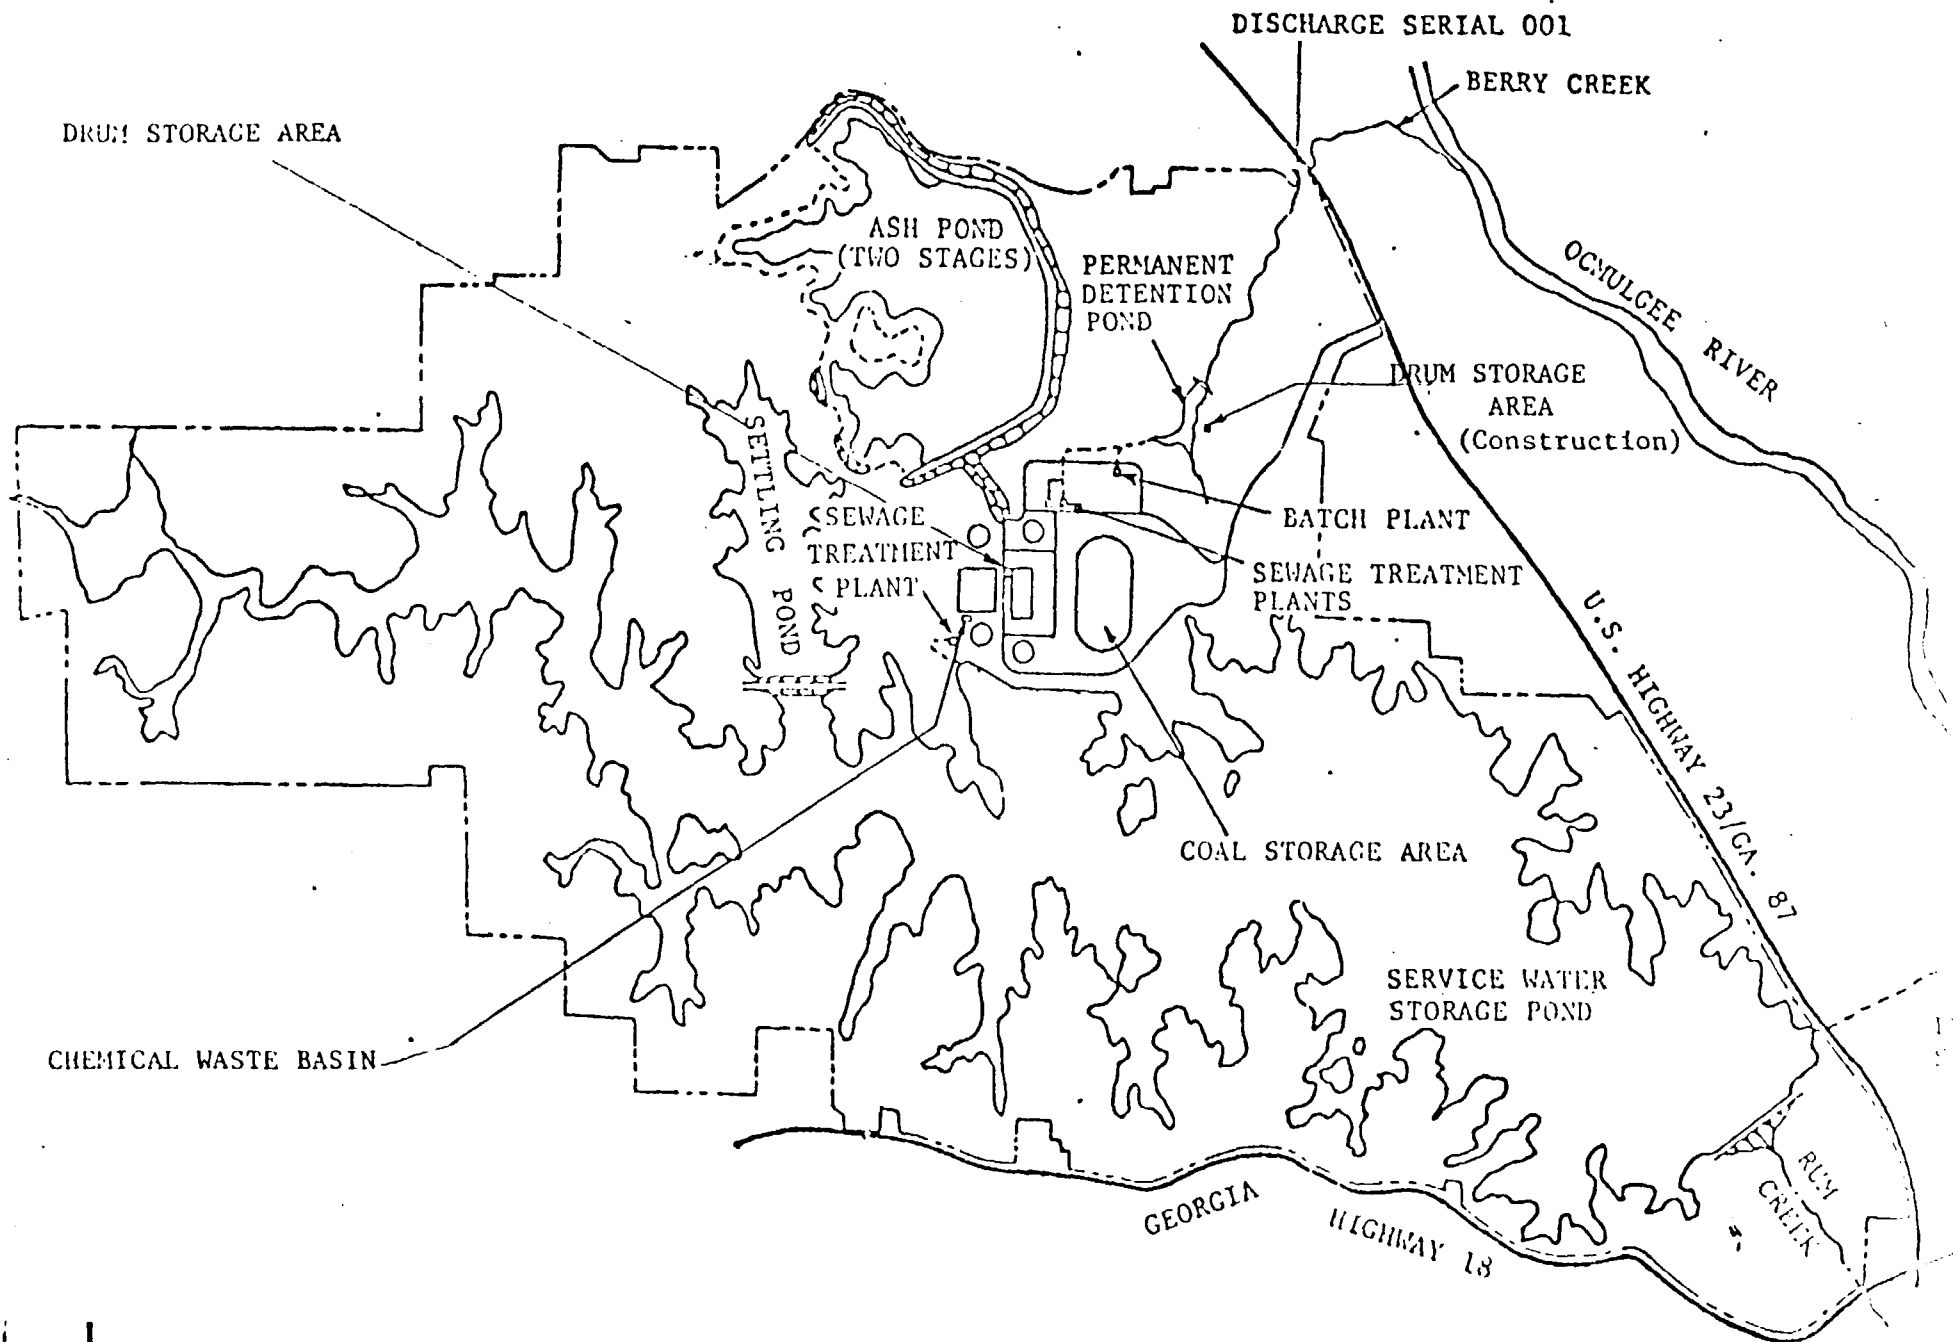 DISCHARGE SERIAL 001
BERRY CREEK
DRUM STORAGE AREA
ASH POND
(TWO STAGES)
PERMANENT
DETENTION
POND
OCMULGEE RIVER
DRUM STORAGE
AREA
(Construction)
SETTLING POND
SEWAGE
TREATMENT
PLANT
BATCH PLANT
SEWAGE TREATMENT
PLANTS
U.S. HIGHWAY 23/GA. 87
COAL STORAGE AREA
SERVICE WATER
STORAGE POND
CHEMICAL WASTE BASIN
RUM
CREEK
GEORGIA HIGHWAY 18